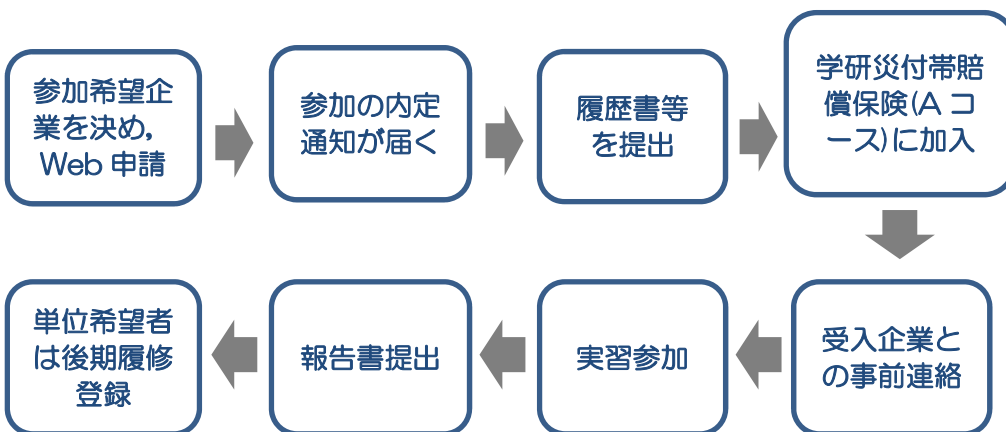 参加希望企
業を決め，
Web 申請
参加の内定
通知が届く
履歴書等
を提出
学研災付帯賠
償保険(A コ
ース)に加入
受入企業と
の事前連絡
実習参加
報告書提出
単位希望者
は後期履修
登録